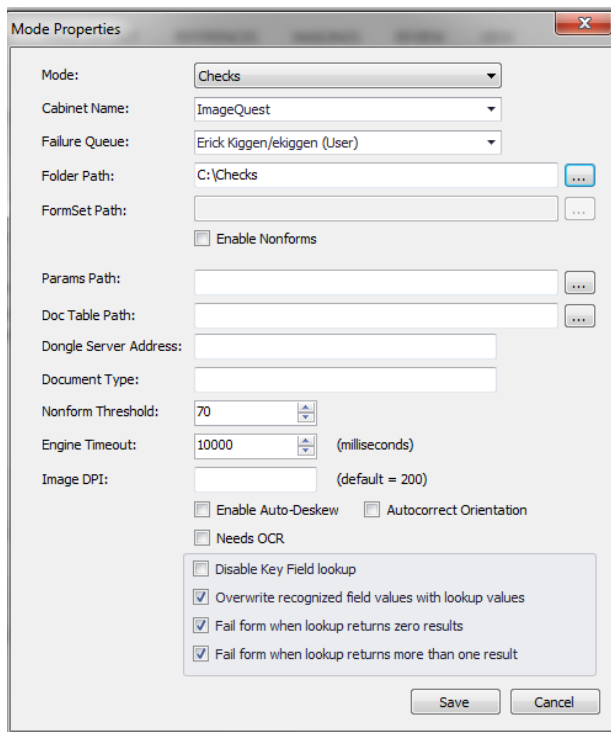 Mode Properties
Mode: Checks
Cabinet Name: ImageQuest
Failure Queue: Erick Kiggen/ekiggen (User)
Folder Path: C:\Checks ...
FormSet Path: ...
Enable Nonforms
Params Path: ...
Doc Table Path: ...
Dongle Server Address:
Document Type:
Nonform Threshold: 70
Engine Timeout: 10000 (milliseconds)
Image DPI: (default = 200)
Enable Auto-Deskew Autocorrect Orientation
Needs OCR
Disable Key Field lookup
Overwrite recognized field values with lookup values
Fail form when lookup returns zero results
Fail form when lookup returns more than one result
Save Cancel